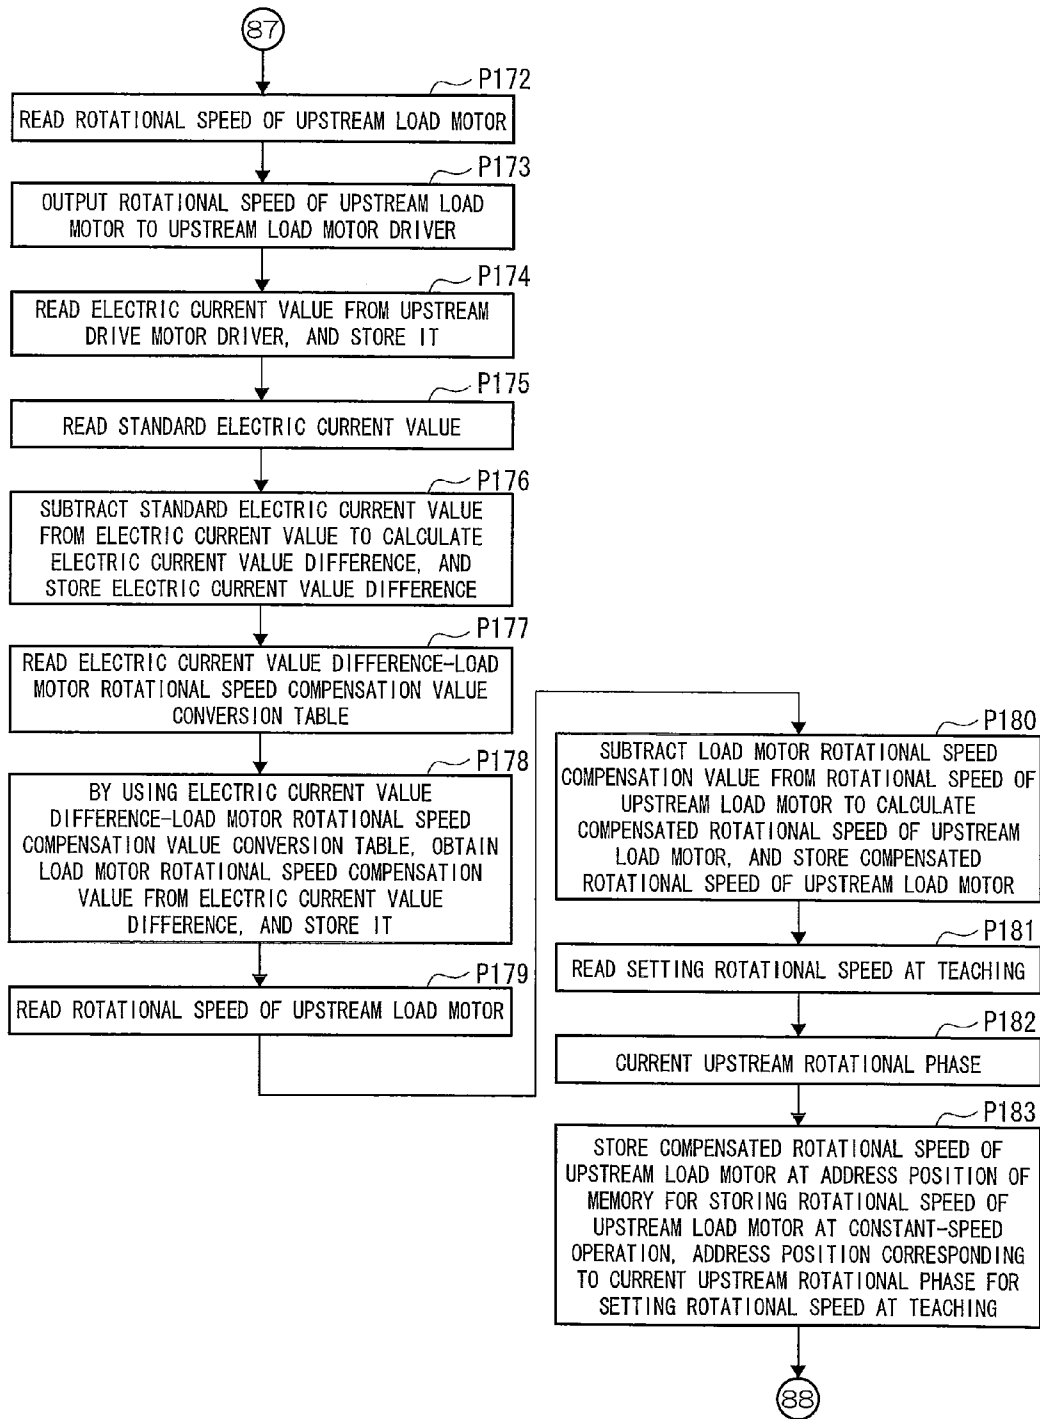 87
P172
READ ROTATIONAL SPEED OF UPSTREAM LOAD MOTOR
P173
OUTPUT ROTATIONAL SPEED OF UPSTREAM LOAD
MOTOR TO UPSTREAM LOAD MOTOR DRIVER
P174
READ ELECTRIC CURRENT VALUE FROM UPSTREAM
DRIVE MOTOR DRIVER, AND STORE IT
P175
READ STANDARD ELECTRIC CURRENT VALUE
P176
SUBTRACT STANDARD ELECTRIC CURRENT VALUE
FROM ELECTRIC CURRENT VALUE TO CALCULATE
ELECTRIC CURRENT VALUE DIFFERENCE, AND
STORE ELECTRIC CURRENT VALUE DIFFERENCE
P177
READ ELECTRIC CURRENT VALUE DIFFERENCE-LOAD
MOTOR ROTATIONAL SPEED COMPENSATION VALUE
CONVERSION TABLE
P178
BY USING ELECTRIC CURRENT VALUE
DIFFERENCE-LOAD MOTOR ROTATIONAL SPEED
COMPENSATION VALUE CONVERSION TABLE, OBTAIN
LOAD MOTOR ROTATIONAL SPEED COMPENSATION
VALUE FROM ELECTRIC CURRENT VALUE
DIFFERENCE, AND STORE IT
P179
READ ROTATIONAL SPEED OF UPSTREAM LOAD MOTOR
P180
SUBTRACT LOAD MOTOR ROTATIONAL SPEED
COMPENSATION VALUE FROM ROTATIONAL SPEED OF
UPSTREAM LOAD MOTOR TO CALCULATE
COMPENSATED ROTATIONAL SPEED OF UPSTREAM
LOAD MOTOR, AND STORE COMPENSATED
ROTATIONAL SPEED OF UPSTREAM LOAD MOTOR
P181
READ SETTING ROTATIONAL SPEED AT TEACHING
P182
CURRENT UPSTREAM ROTATIONAL PHASE
P183
STORE COMPENSATED ROTATIONAL SPEED OF
UPSTREAM LOAD MOTOR AT ADDRESS POSITION OF
MEMORY FOR STORING ROTATIONAL SPEED OF
UPSTREAM LOAD MOTOR AT CONSTANT-SPEED
OPERATION, ADDRESS POSITION CORRESPONDING
TO CURRENT UPSTREAM ROTATIONAL PHASE FOR
SETTING ROTATIONAL SPEED AT TEACHING
88